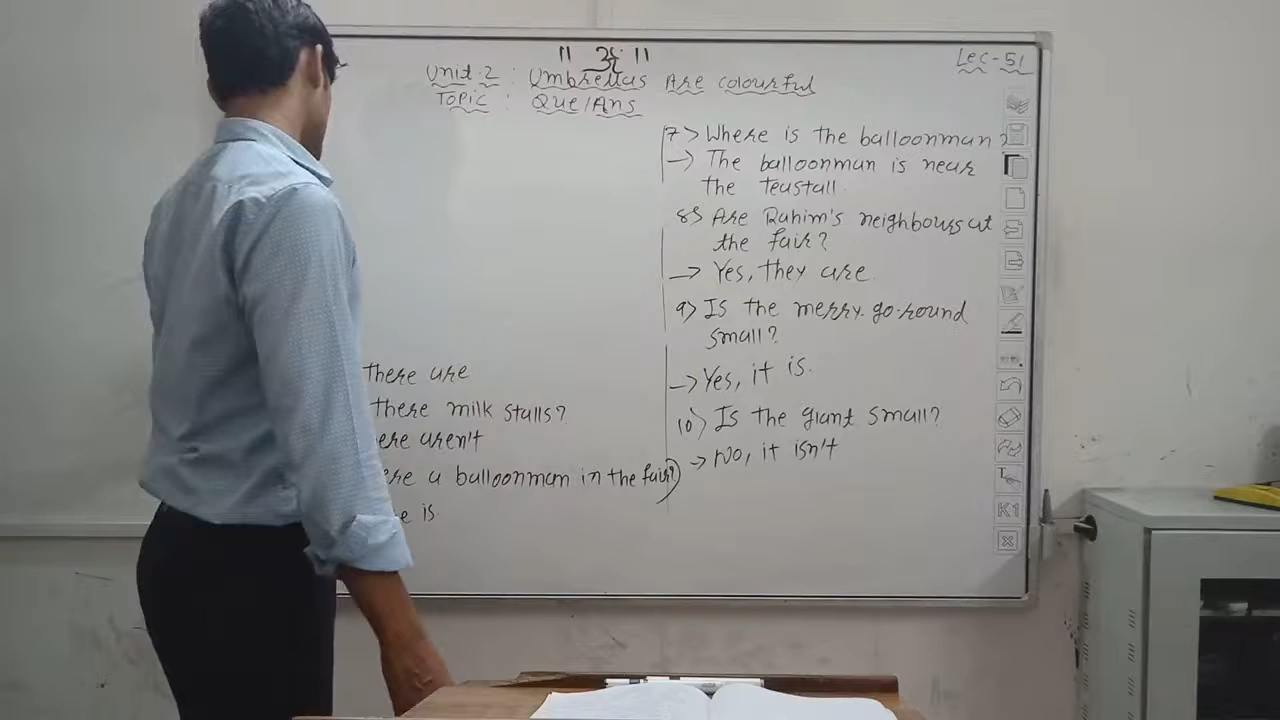 " ૐ "
Lec-51
Unit-2 : Umbrellas Are colourful
Topic : Que/Ans
there are
there milk stalls?
ere aren't
ere a balloonman in the fair?
e is
7> Where is the balloonman?
-> The balloonman is near
the teastall.
8> Are Rahim's neighbours at
the fair?
-> Yes, they are.
9> Is the merry-go-round
small?
-> Yes, it is.
10> Is the giant small?
-> No, it isn't
K1